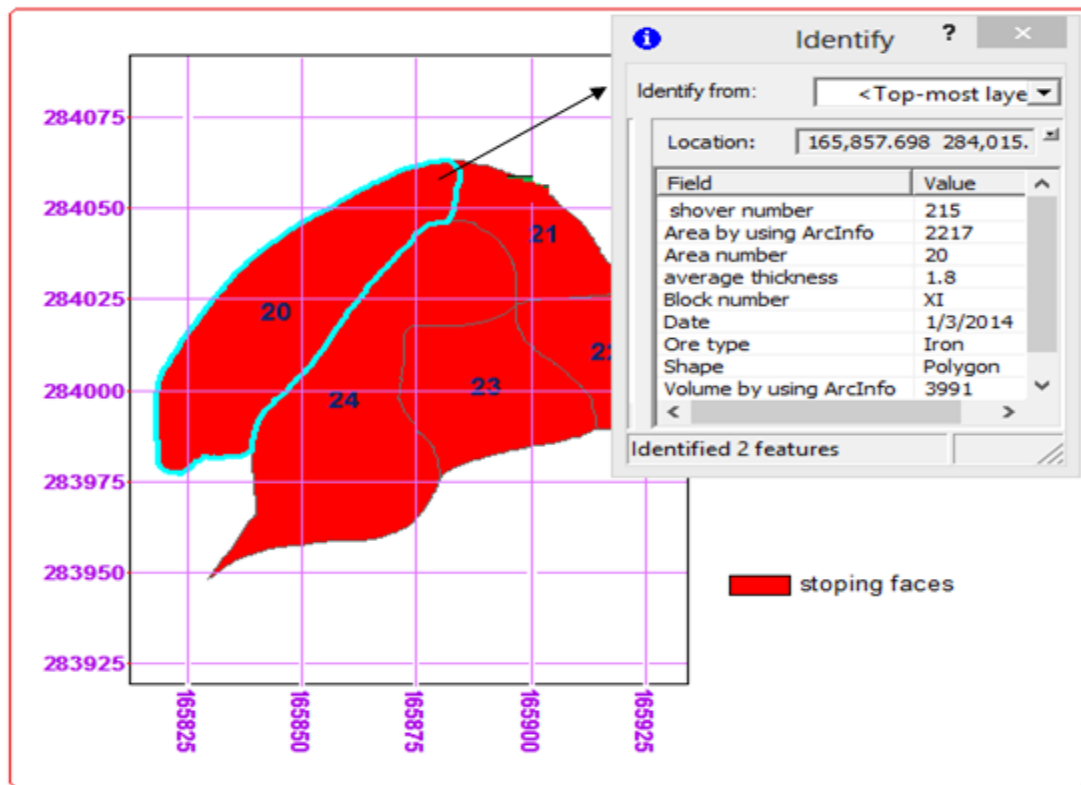 Identify
?
×
Identify from:
<Top-most laye
Location:
165,857.698 284,015.
Field Value
shover number 215
Area by using ArcInfo 2217
Area number 20
average thickness 1.8
Block number XI
Date 1/3/2014
Ore type Iron
Shape Polygon
Volume by using ArcInfo 3991
Identified 2 features
284075
284050
284025
284000
283975
283950
283925
20
21
22
23
24
stoping faces
165825
165850
165875
165900
165925